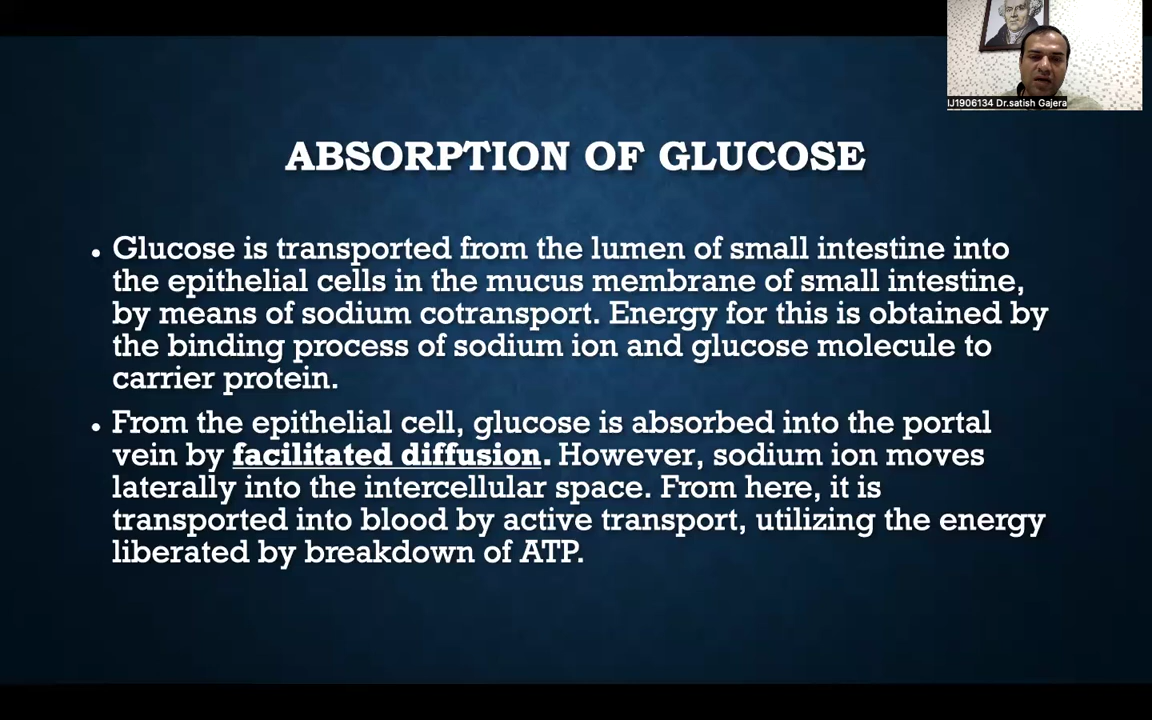 IJ1906134 Dr.satish Gajera
ABSORPTION OF GLUCOSE
• Glucose is transported from the lumen of small intestine into
the epithelial cells in the mucus membrane of small intestine,
by means of sodium cotransport. Energy for this is obtained by
the binding process of sodium ion and glucose molecule to
carrier protein.
• From the epithelial cell, glucose is absorbed into the portal
vein by facilitated diffusion. However, sodium ion moves
laterally into the intercellular space. From here, it is
transported into blood by active transport, utilizing the energy
liberated by breakdown of ATP.